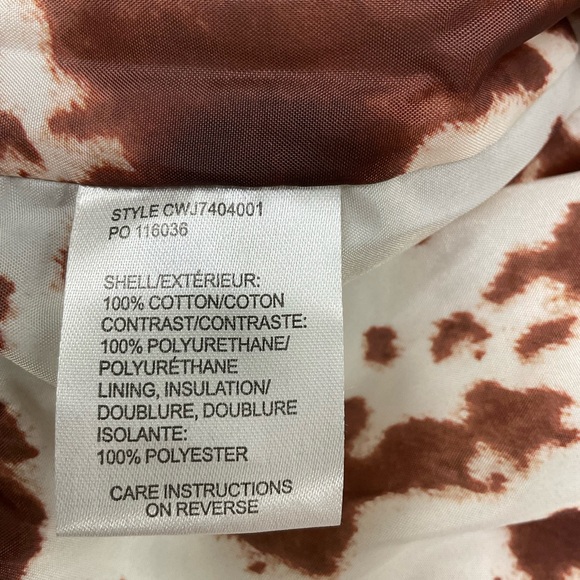 STYLE CWJ7404001
PO 116036
SHELL/EXTÉRIEUR:
100% COTTON/COTON
CONTRAST/CONTRASTE:
100% POLYURETHANE/
POLYURÉTHANE
LINING, INSULATION/
DOUBLURE, DOUBLURE
ISOLANTE:
100% POLYESTER
CARE INSTRUCTIONS
ON REVERSE